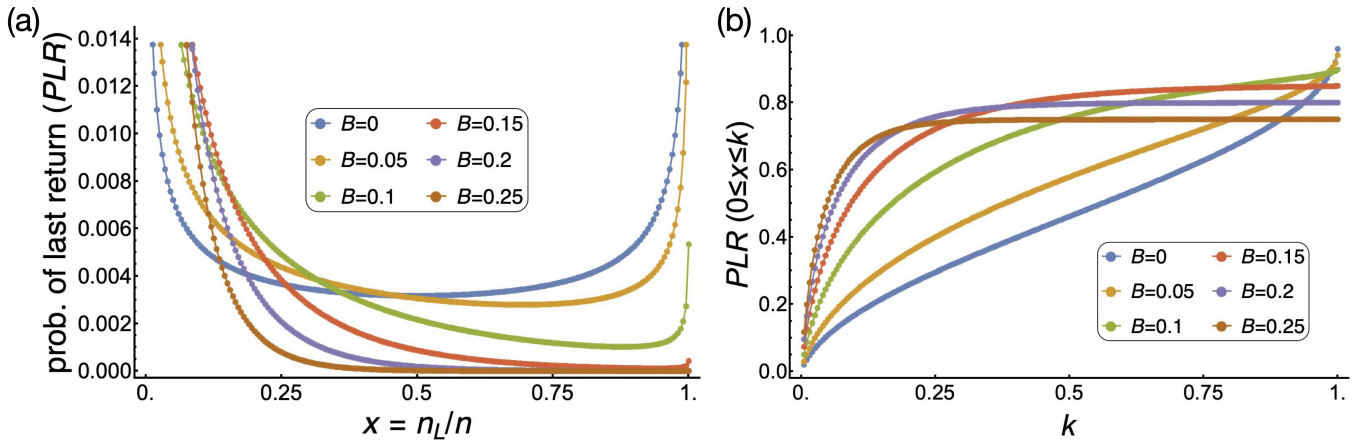 (a)
prob. of last return (PLR)
0.014
0.012
0.010
0.008
0.006
0.004
0.002
0.000
B=0
B=0.15
B=0.05
B=0.2
B=0.1
B=0.25
0.
0.25
0.5
0.75
1.
x = n_L/n
(b)
PLR (0≤x≤k)
1.0
0.8
0.6
0.4
0.2
0.0
B=0
B=0.15
B=0.05
B=0.2
B=0.1
B=0.25
0.
0.25
0.5
0.75
1.
k